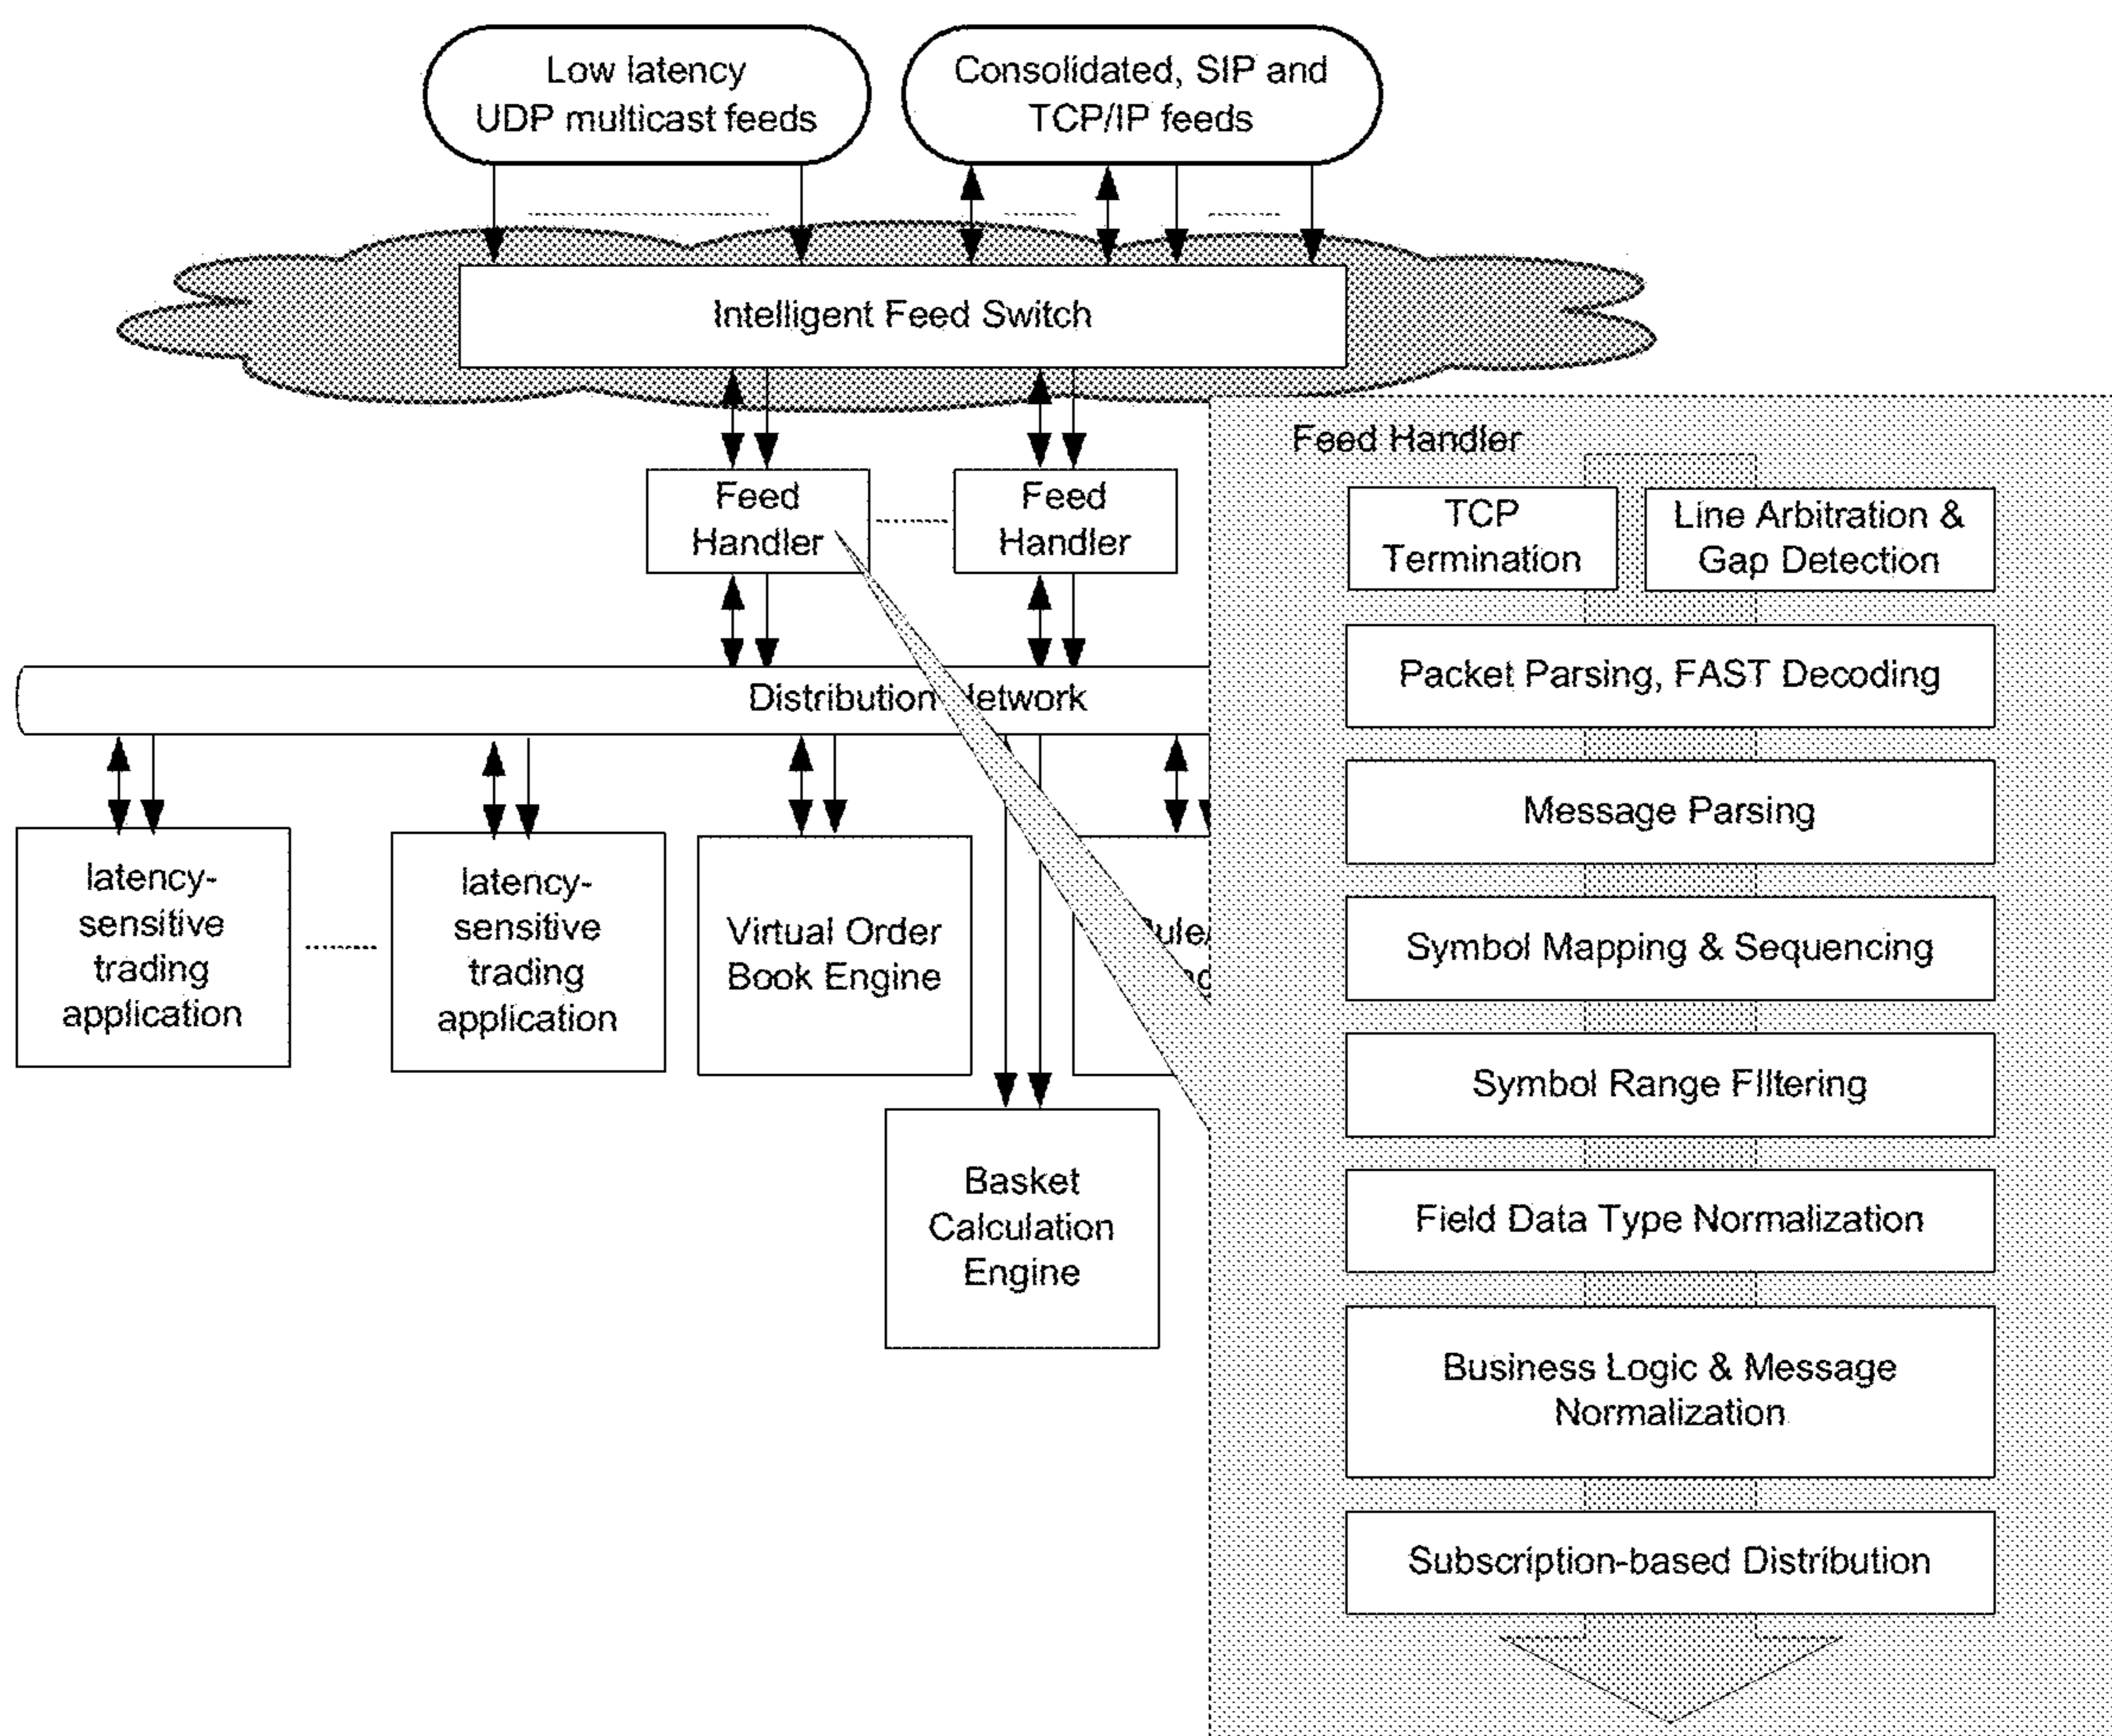 Low latency
UDP multicast feeds
Consolidated, SIP and
TCP/IP feeds
Intelligent Feed Switch
Feed
Handler
Feed
Handler
Distribution
latency-
sensitive
trading
application
latency-
sensitive
trading
application
Virtual Order
Book Engine
Basket
Calculation
Engine
Feed Handler
TCP
Termination
Line Arbitration &
Gap Detection
Packet Parsing, FAST Decoding
Message Parsing
Symbol Mapping & Sequencing
Symbol Range FIltering
Field Data Type Normalization
Business Logic & Message
Normalization
Subscription-based Distribution